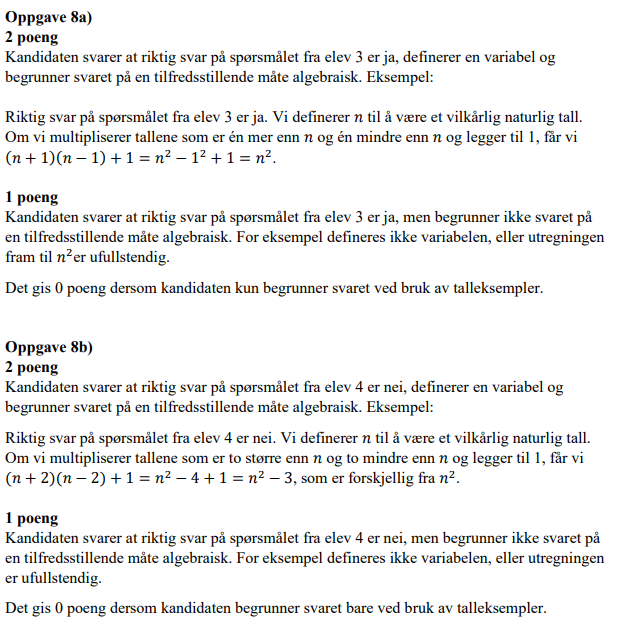 Oppgave 8a)
2 poeng
Kandidaten svarer at riktig svar på spørsmålet fra elev 3 er ja, definerer en variabel og
begrunner svaret på en tilfredsstillende måte algebraisk. Eksempel:
Riktig svar på spørsmålet fra elev 3 er ja. Vi definerer n til å være et vilkårlig naturlig tall.
Om vi multipliserer tallene som er én mer enn n og én mindre enn n og legger til 1, får vi
(n + 1)(n − 1) + 1 = n² − 1² + 1 = n².
1 poeng
Kandidaten svarer at riktig svar på spørsmålet fra elev 3 er ja, men begrunner ikke svaret på
en tilfredsstillende måte algebraisk. For eksempel defineres ikke variabelen, eller utregningen
fram til n²er ufullstendig.
Det gis 0 poeng dersom kandidaten kun begrunner svaret ved bruk av talleksempler.
Oppgave 8b)
2 poeng
Kandidaten svarer at riktig svar på spørsmålet fra elev 4 er nei, definerer en variabel og
begrunner svaret på en tilfredsstillende måte algebraisk. Eksempel:
Riktig svar på spørsmålet fra elev 4 er nei. Vi definerer n til å være et vilkårlig naturlig tall.
Om vi multipliserer tallene som er to større enn n og to mindre enn n og legger til 1, får vi
(n + 2)(n − 2) + 1 = n² − 4 + 1 = n² − 3, som er forskjellig fra n².
1 poeng
Kandidaten svarer at riktig svar på spørsmålet fra elev 4 er nei, men begrunner ikke svaret på
en tilfredsstillende måte algebraisk. For eksempel defineres ikke variabelen, eller utregningen
er ufullstendig.
Det gis 0 poeng dersom kandidaten begrunner svaret bare ved bruk av talleksempler.